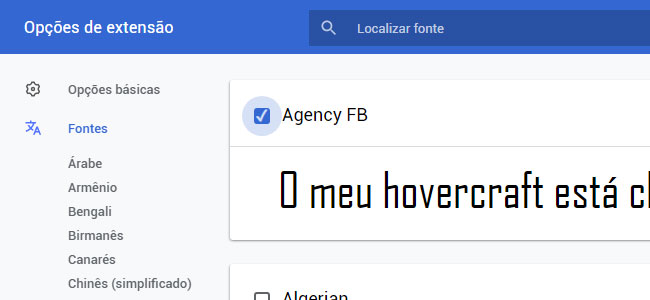 Opções de extensão
Localizar fonte
Opções básicas
Fontes
Árabe
Armênio
Bengali
Birmanês
Canarés
Chinês (simplificado)
Agency FB
O meu hovercraft está
Algerian